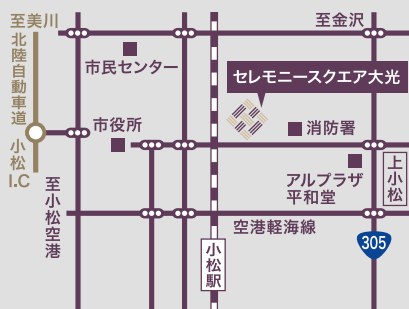 至美川
至金沢
北陸自動車道
市民センター
セレモニースクエア大光
市役所
消防署
小松
I.C
アルプラザ
平和堂
上小松
至小松空港
空港軽海線
小松駅
305